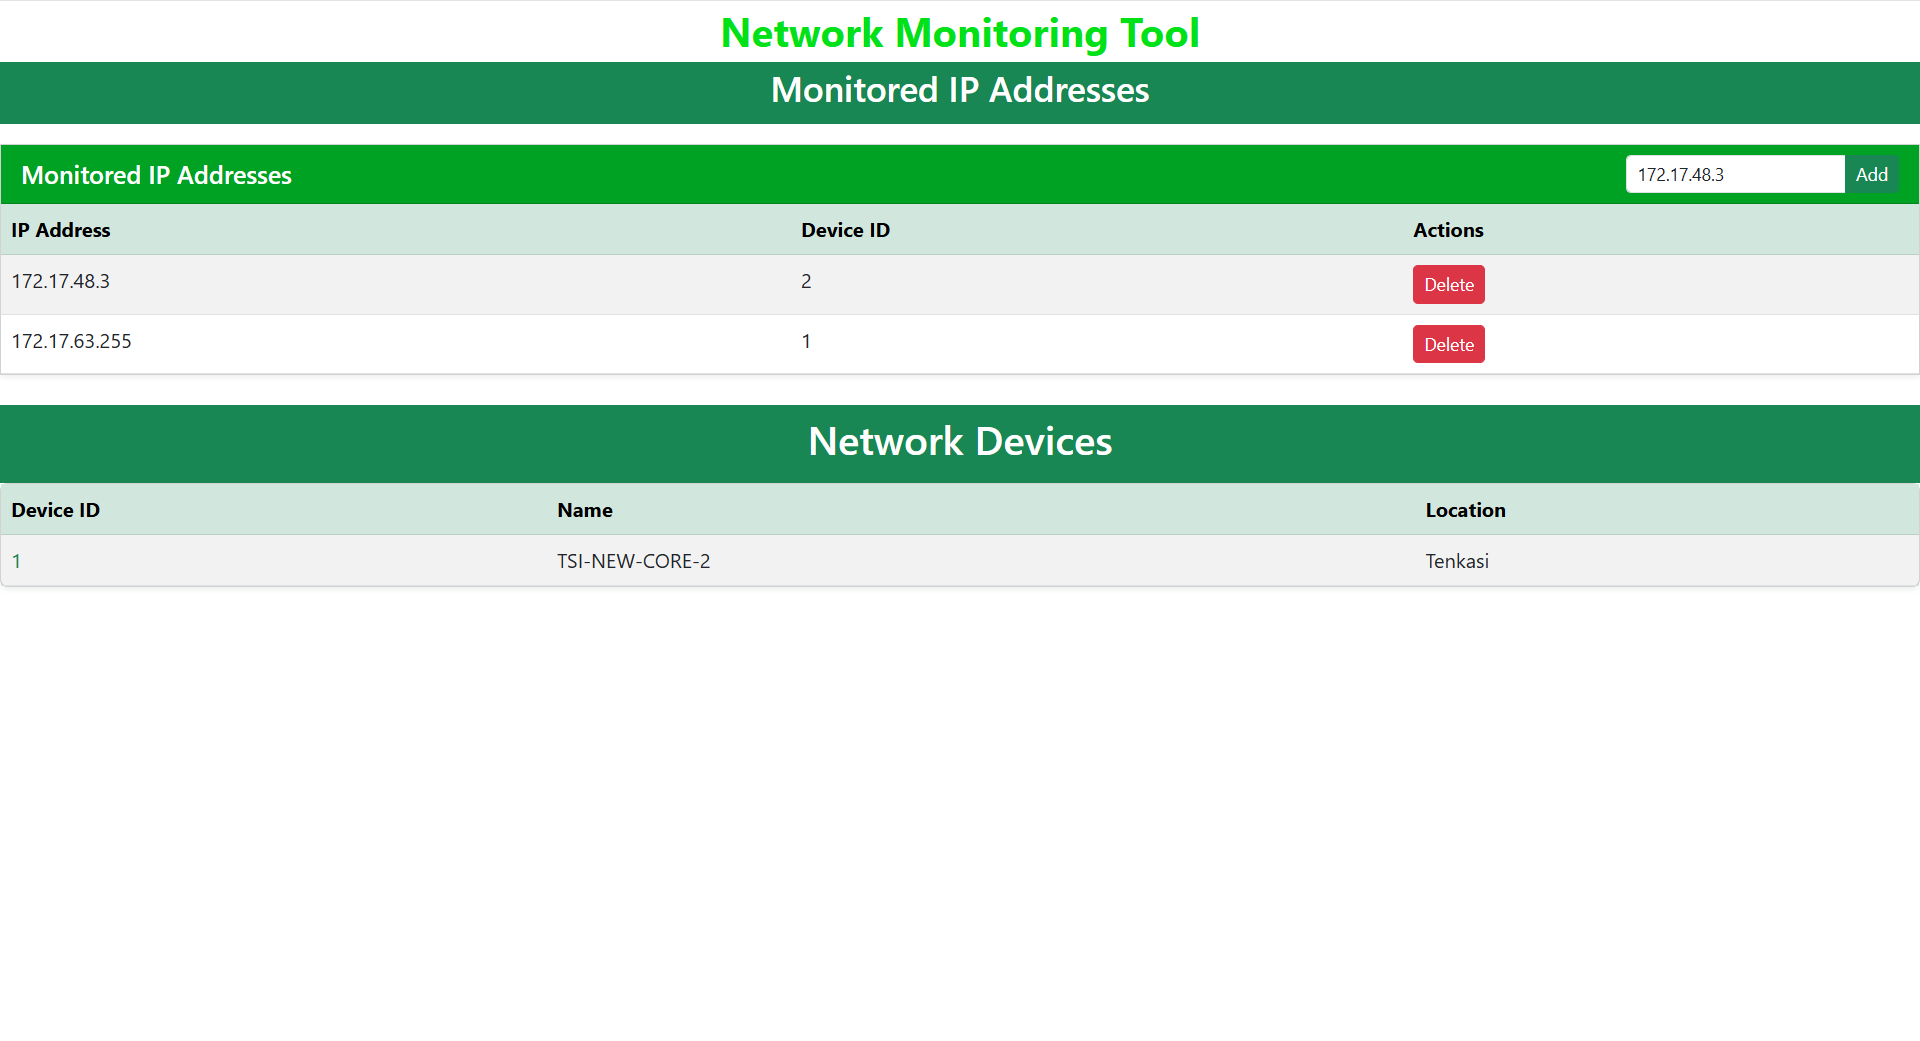 Network Monitoring Tool
Monitored IP Addresses
Monitored IP Addresses 172.17.48.3 Add
IP Address Device ID Actions
172.17.48.3 2 Delete
172.17.63.255 1 Delete
Network Devices
Device ID Name Location
1 TSI-NEW-CORE-2 Tenkasi